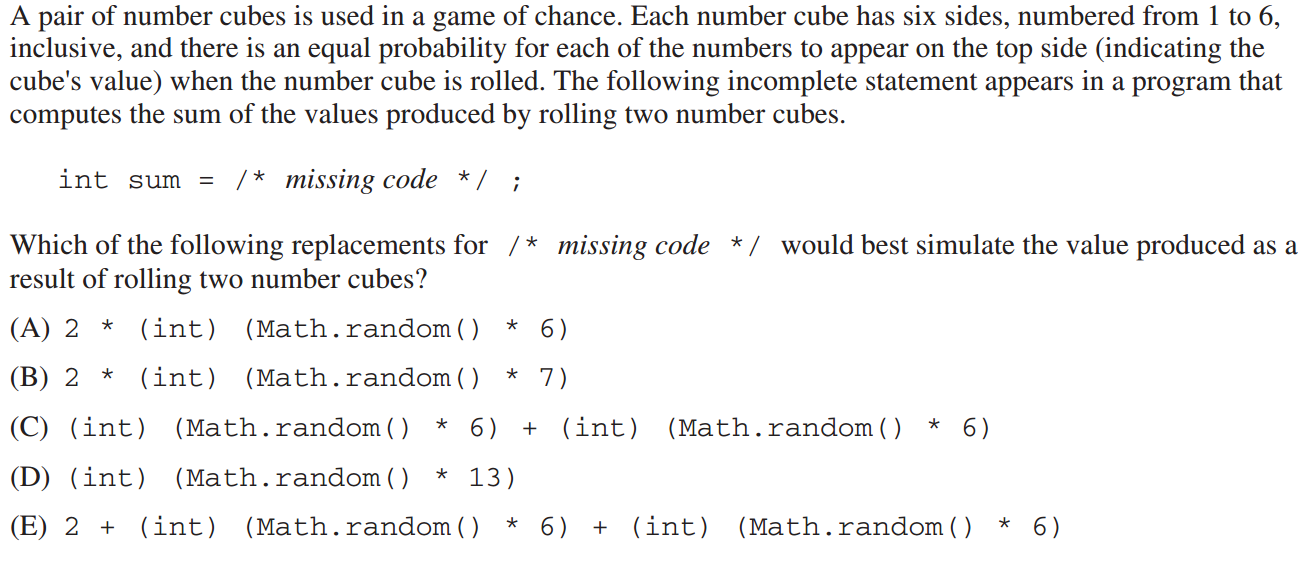 A pair of number cubes is used in a game of chance. Each number cube has six sides, numbered from 1 to 6,
inclusive, and there is an equal probability for each of the numbers to appear on the top side (indicating the
cube's value) when the number cube is rolled. The following incomplete statement appears in a program that
computes the sum of the values produced by rolling two number cubes.
int sum = /* missing code */ ;
Which of the following replacements for /* missing code */ would best simulate the value produced as a
result of rolling two number cubes?
(A) 2 * (int) (Math.random() * 6)
(B) 2 * (int) (Math.random() * 7)
(C) (int) (Math.random() * 6) + (int) (Math.random() * 6)
(D) (int) (Math.random() * 13)
(E) 2 + (int) (Math.random() * 6) + (int) (Math.random() * 6)